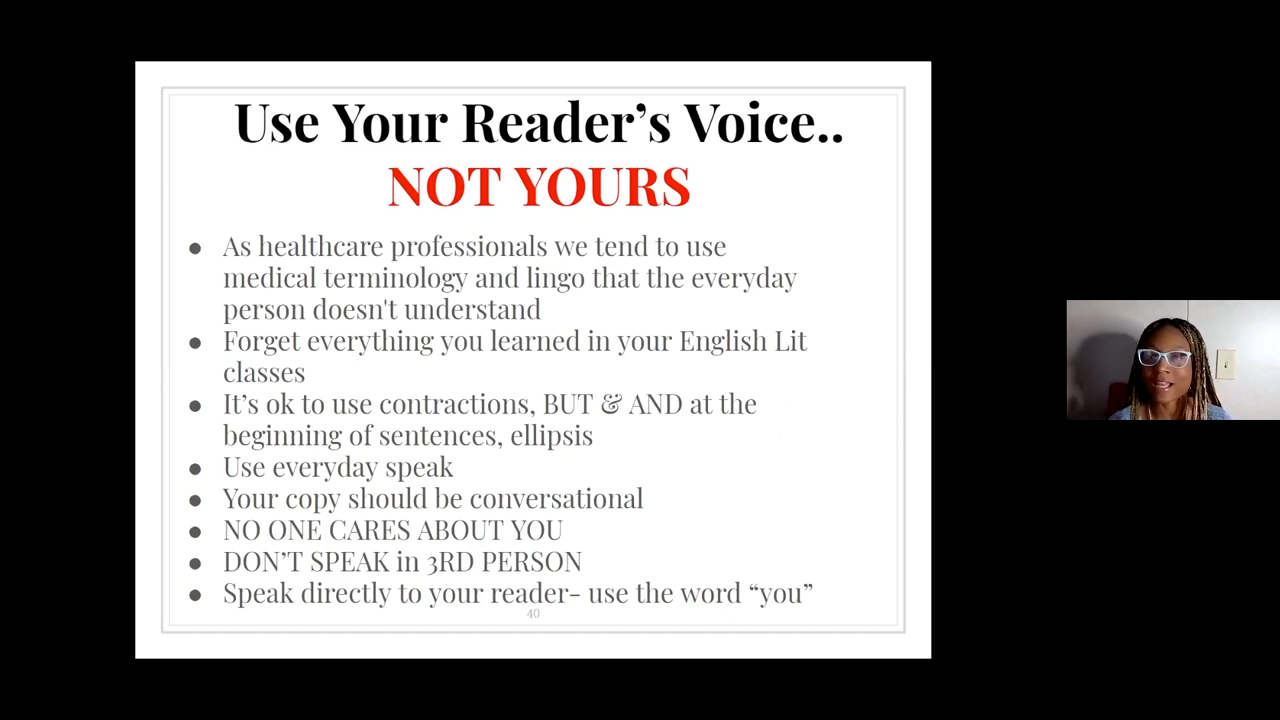 Use Your Reader’s Voice..
NOT YOURS
● As healthcare professionals we tend to use
medical terminology and lingo that the everyday
person doesn't understand
● Forget everything you learned in your English Lit
classes
● It’s ok to use contractions, BUT & AND at the
beginning of sentences, ellipsis
● Use everyday speak
● Your copy should be conversational
● NO ONE CARES ABOUT YOU
● DON’T SPEAK in 3RD PERSON
● Speak directly to your reader- use the word “you”
40